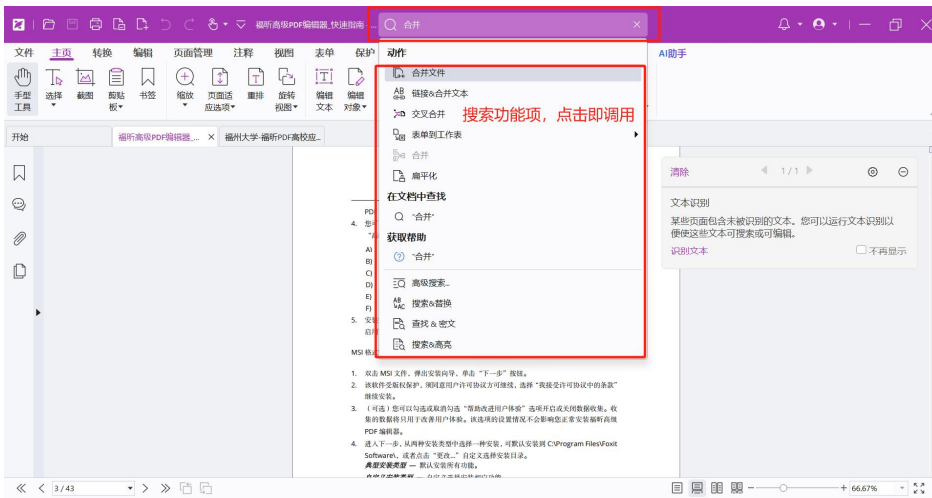 福昕高级PDF编辑器_快速指南-... 合并
文件 主页 转换 编辑 页面管理 注释 视图 表单 保护 AI助手
手型工具 选择 截图 剪贴板 书签 缩放 页面适应选项 重排 旋转视图 编辑文本 编辑对象
动作
合并文件
链接&合并文本
交叉合并
表单到工作表
合并
扁平化
搜索功能项，点击即调用
在文档中查找
"合并"
获取帮助
"合并"
高级搜索...
搜索&替换
查找 & 密文
搜索&高亮
开始 福昕高级PDF编辑器_... 福州大学-福昕PDF高校应...
清除 1 / 1
文本识别
某些页面包含未被识别的文本。您可以运行文本识别以
便使这些文本可搜索或可编辑。
识别文本 不再显示
4.
A)
B)
C)
D)
E)
F)
5.
1. 双击 MSI 文件，弹出安装向导，单击“下一步”按钮。
2. 该软件受版权保护，须同意用户许可协议方可继续，选择“我接受许可协议中的条款”
继续安装。
3. （可选）您可以勾选或取消勾选“帮助改进用户体验”选项开启或关闭数据收集。收
集的数据将只用于改善用户体验。该选项的设置情况不会影响您正常安装福昕高级
PDF 编辑器。
4. 进入下一步，从两种安装类型中选择一种安装，可默认安装到 C:\Program Files\Foxit
Software\、或者点击“更改...”自定义选择安装目录。
典型安装类型 — 默认安装所有功能。
3 / 43 66.67%